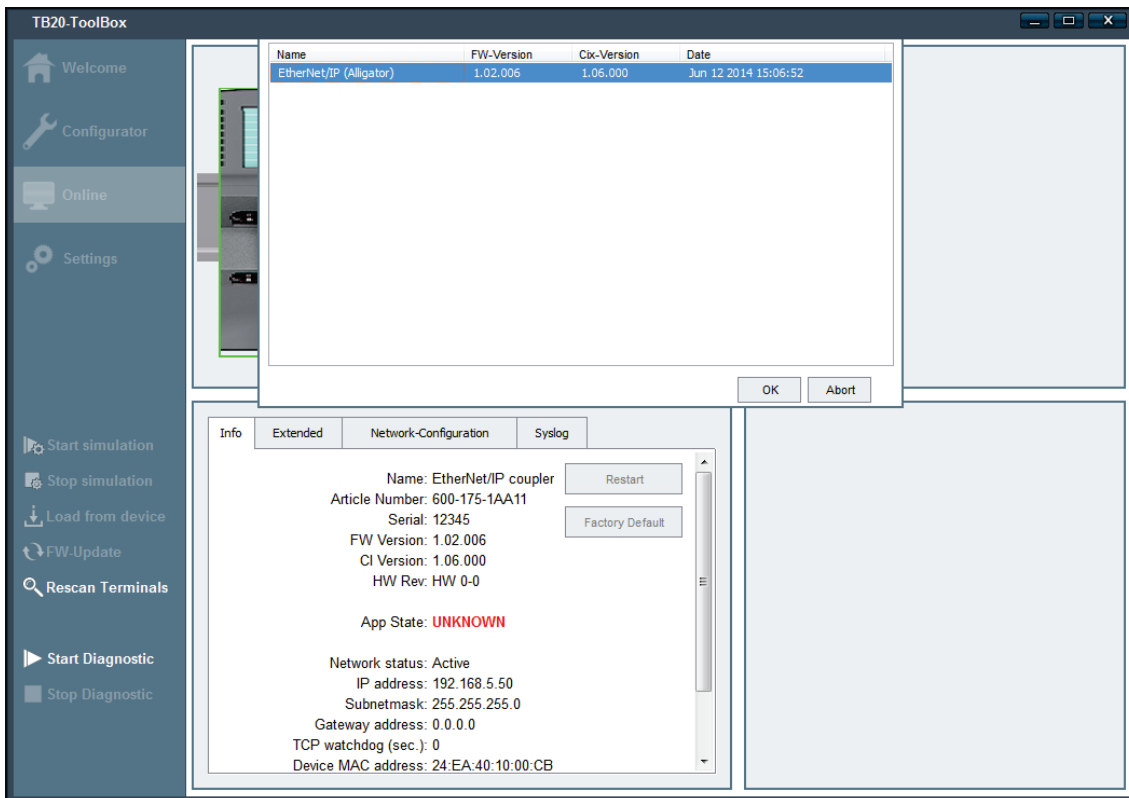 TB20-ToolBox
Welcome
Configurator
Online
Settings
Start simulation
Stop simulation
Load from device
FW-Update
Rescan Terminals
Start Diagnostic
Stop Diagnostic
Name FW-Version Cix-Version Date
EtherNet/IP (Alligator) 1.02.006 1.06.000 Jun 12 2014 15:06:52
OK Abort
Info Extended Network-Configuration Syslog
Name: EtherNet/IP coupler
Article Number: 600-175-1AA11
Serial: 12345
FW Version: 1.02.006
CI Version: 1.06.000
HW Rev: HW 0-0
App State: UNKNOWN
Network status: Active
IP address: 192.168.5.50
Subnetmask: 255.255.255.0
Gateway address: 0.0.0.0
TCP watchdog (sec.): 0
Device MAC address: 24:EA:40:10:00:CB
Restart
Factory Default